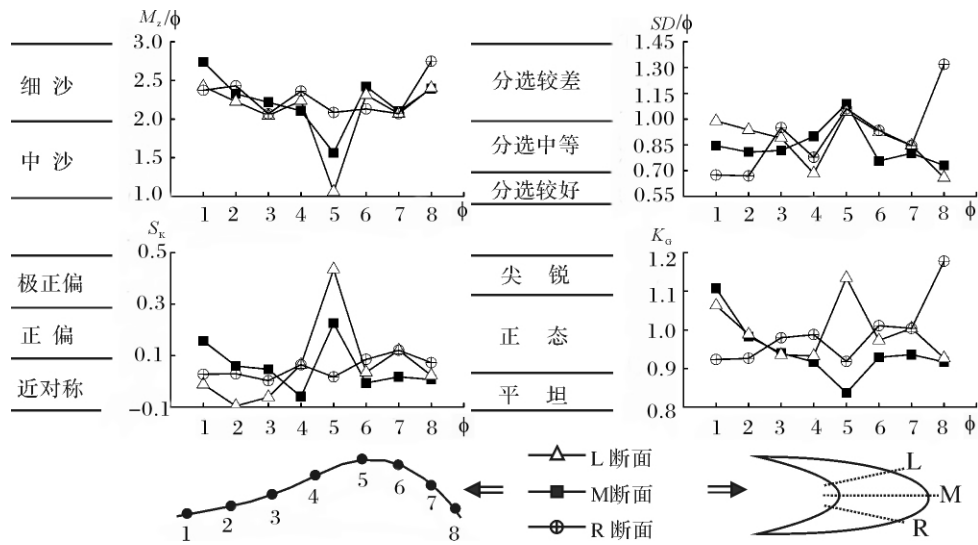 M_z/ϕ
3.0
2.5
2.0
1.5
1.0
细 沙
中 沙
1 2 3 4 5 6 7 8 ϕ
SD/ϕ
1.45
1.30
1.15
1.00
0.85
0.70
0.55
分选较差
分选中等
分选较好
1 2 3 4 5 6 7 8 ϕ
S_K
0.5
0.3
0.1
−0.1
极正偏
正 偏
近对称
1 2 3 4 5 6 7 8 ϕ
K_G
1.2
1.1
1.0
0.9
0.8
尖 锐
正 态
平 坦
1 2 3 4 5 6 7 8 ϕ
1 2 3 4 5 6 7 8
L 断面
M断面
R 断面
L
M
R